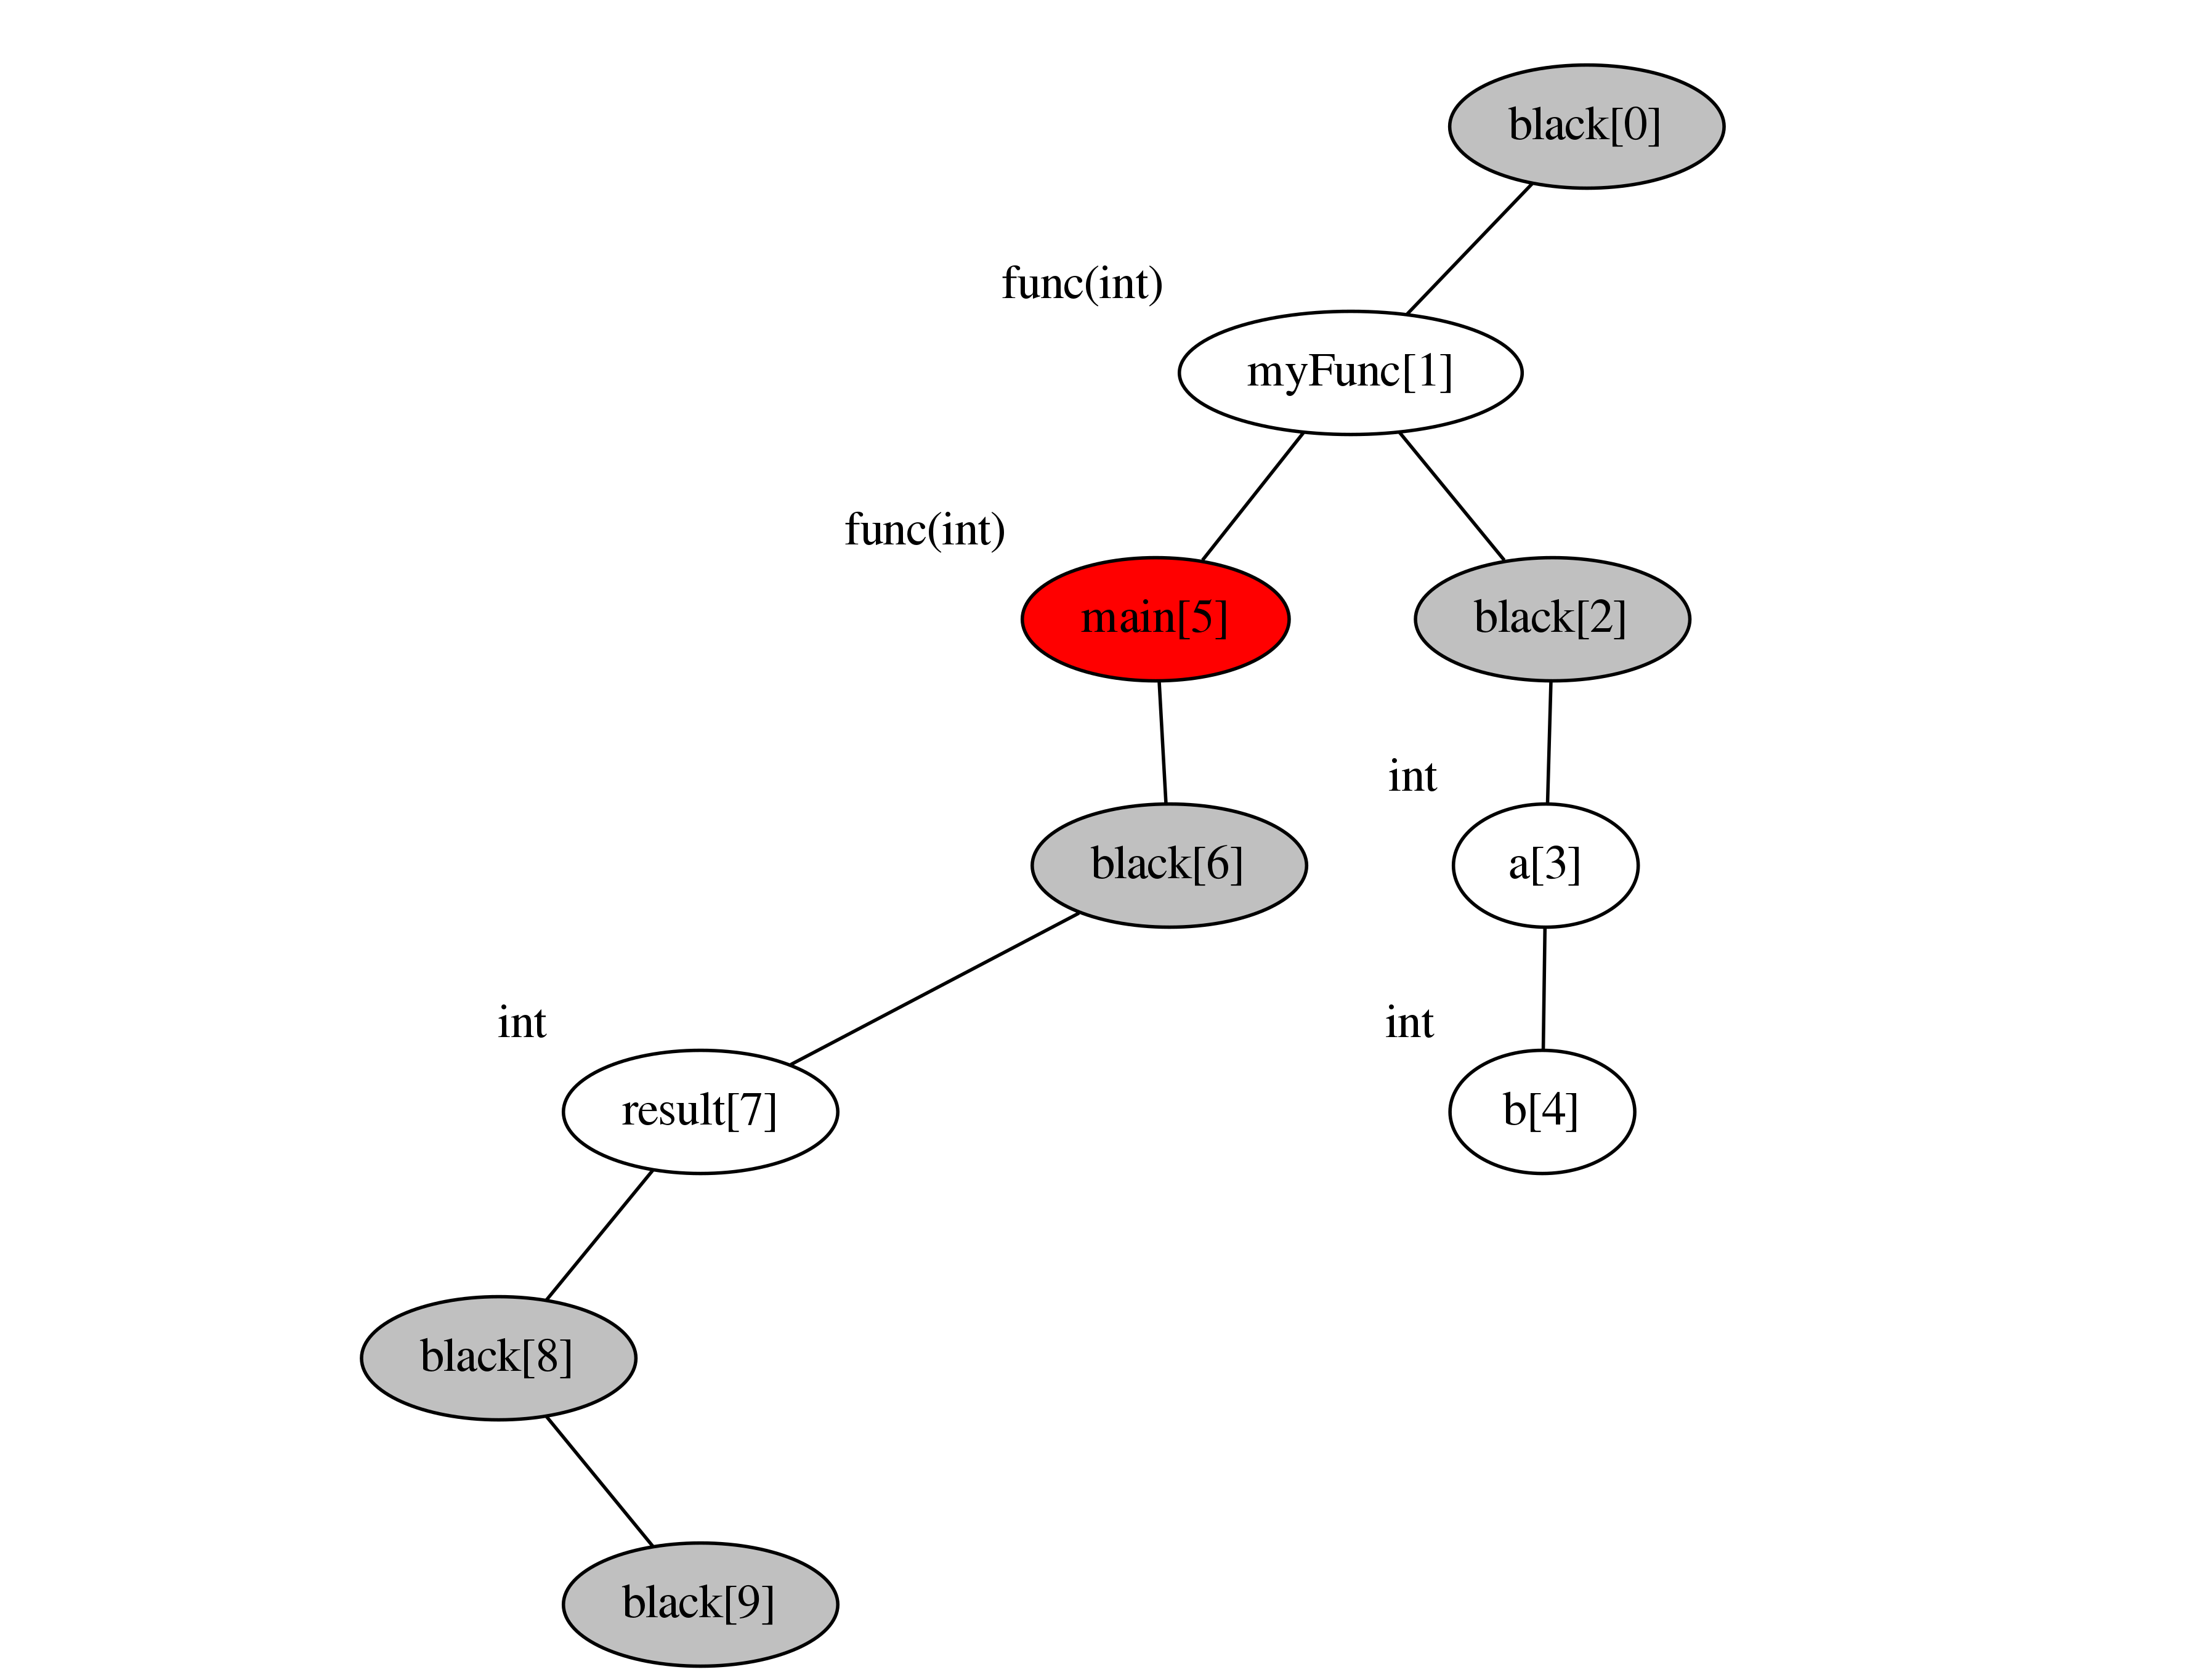 black[0]
func(int)
myFunc[1]
func(int)
main[5]
black[2]
int
black[6]
a[3]
int
int
result[7]
b[4]
black[8]
black[9]